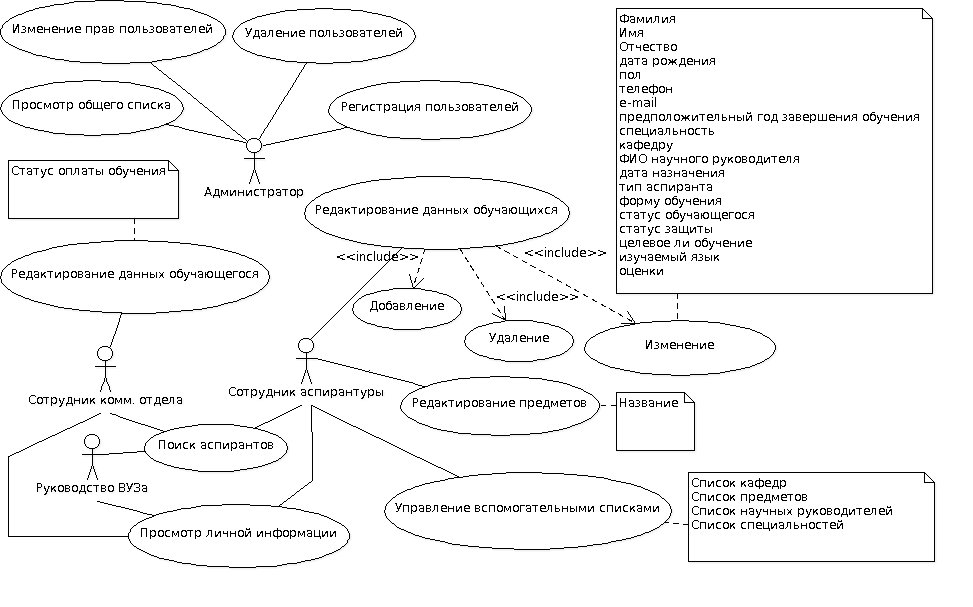 Изменение прав пользователей
Удаление пользователей
Просмотр общего списка
Регистрация пользователей
Администратор
Статус оплаты обучения
Фамилия
Имя
Отчество
дата рождения
пол
телефон
e-mail
предположительный год завершения обучения
специальность
кафедру
ФИО научного руководителя
дата назначения
тип аспиранта
форму обучения
статус обучающегося
статус защиты
целевое ли обучение
изучаемый язык
оценки
Редактирование данных обучающихся
<<include>>
<<include>>
<<include>>
Редактирование данных обучающегося
Добавление
Удаление
Изменение
Сотрудник комм. отдела
Сотрудник аспирантуры
Редактирование предметов
Название
Поиск аспирантов
Руководство ВУЗа
Просмотр личной информации
Управление вспомогательными списками
Список кафедр
Список предметов
Список научных руководителей
Список специальностей